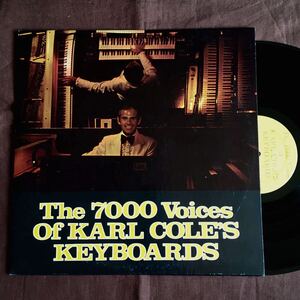 The 7000 Voices
Of KARL COLE'S
KEYBOARDS